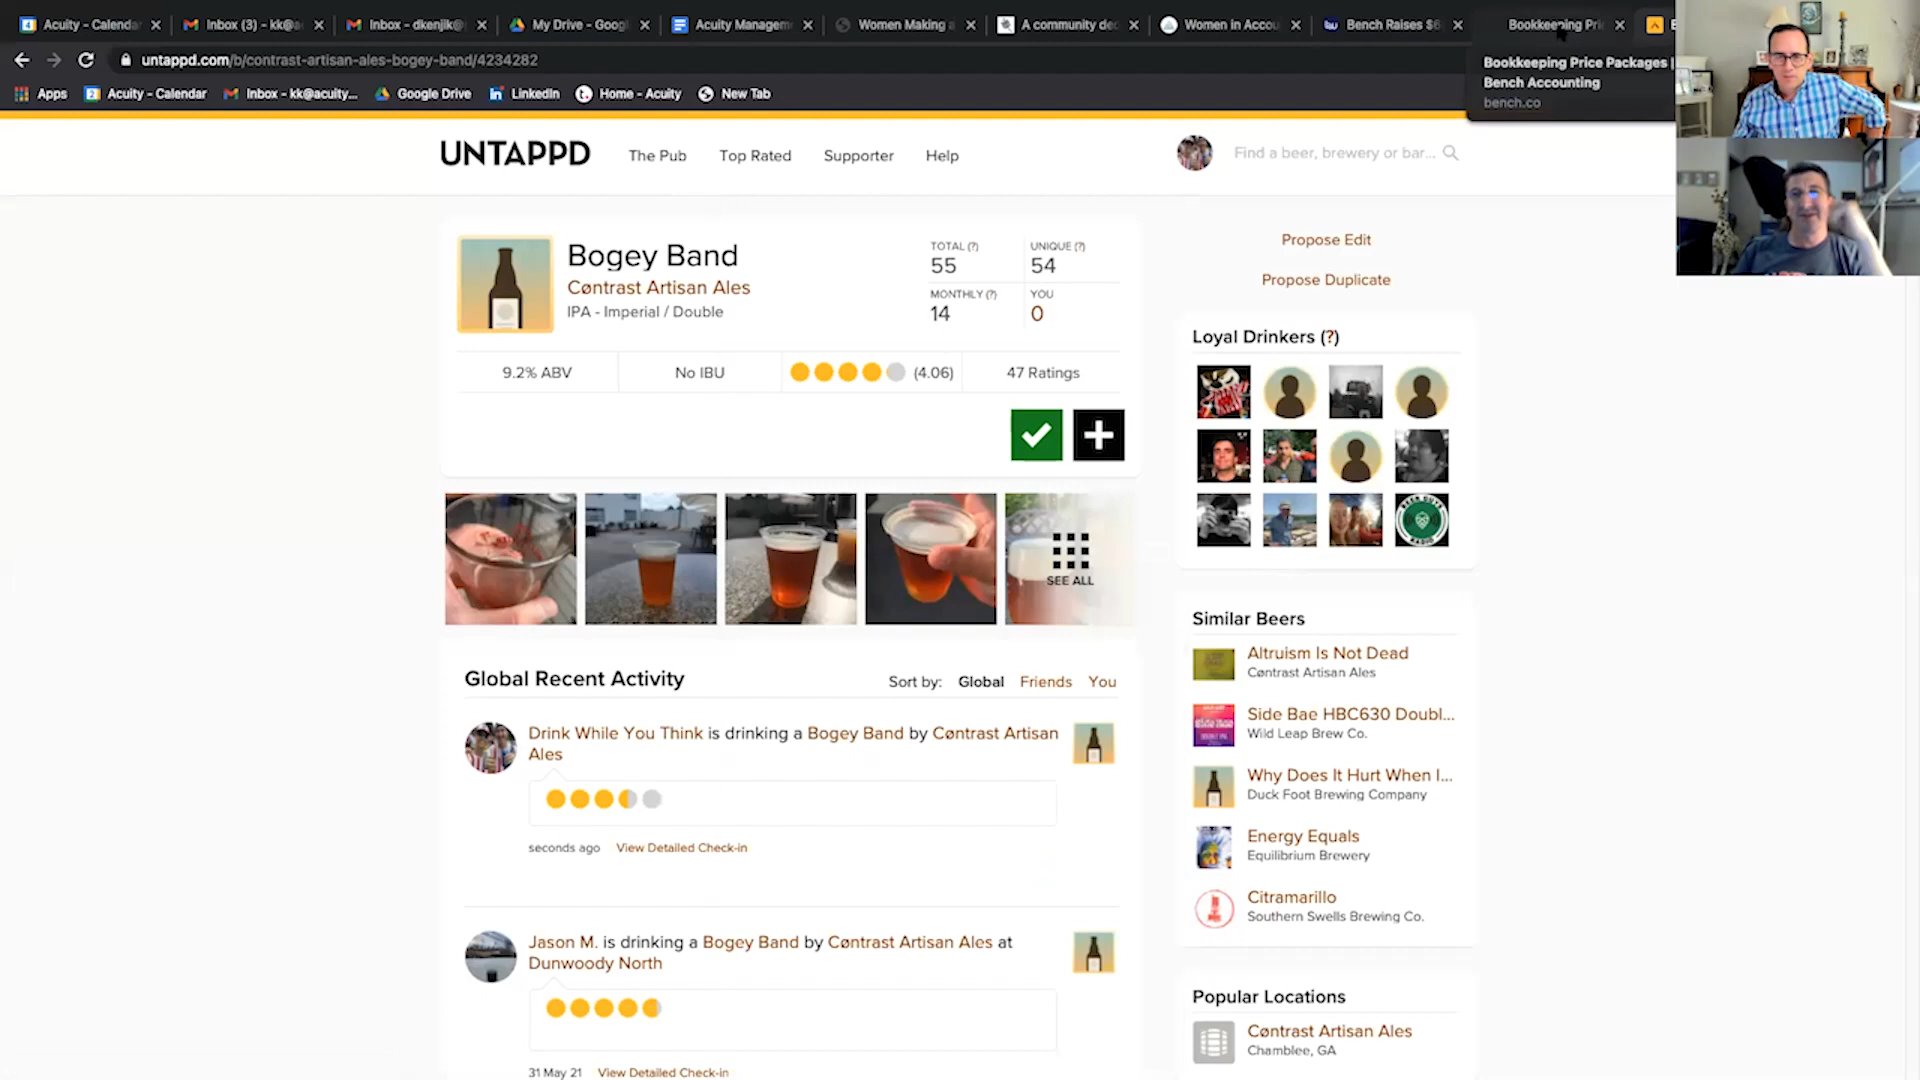 Acuity - Calenda
Inbox (3) - kk@a
Inbox - dkenjik@
My Drive - Goog
Acuity Managem
Women Making a
A community dec
Women in Accou
Bench Raises $6
Bookkeeping Pri
untappd.com/b/contrast-artisan-ales-bogey-band/4234282
Bookkeeping Price Packages |
Bench Accounting
bench.co
Apps
Acuity - Calendar
Inbox - kk@acuity...
Google Drive
LinkedIn
Home - Acuity
New Tab
UNTAPPD
The Pub
Top Rated
Supporter
Help
Find a beer, brewery or bar...
Bogey Band
Cøntrast Artisan Ales
IPA - Imperial / Double
TOTAL (?)
55
UNIQUE (?)
54
MONTHLY (?)
14
YOU
0
9.2% ABV
No IBU
(4.06)
47 Ratings
SEE ALL
Global Recent Activity
Sort by: Global Friends You
Drink While You Think is drinking a Bogey Band by Cøntrast Artisan
Ales
seconds ago View Detailed Check-in
Jason M. is drinking a Bogey Band by Cøntrast Artisan Ales at
Dunwoody North
31 May 21 View Detailed Check-in
Propose Edit
Propose Duplicate
Loyal Drinkers (?)
Similar Beers
Altruism Is Not Dead
Cøntrast Artisan Ales
Side Bae HBC630 Doubl...
Wild Leap Brew Co.
Why Does It Hurt When I...
Duck Foot Brewing Company
Energy Equals
Equilibrium Brewery
Citramarillo
Southern Swells Brewing Co.
Popular Locations
Cøntrast Artisan Ales
Chamblee, GA